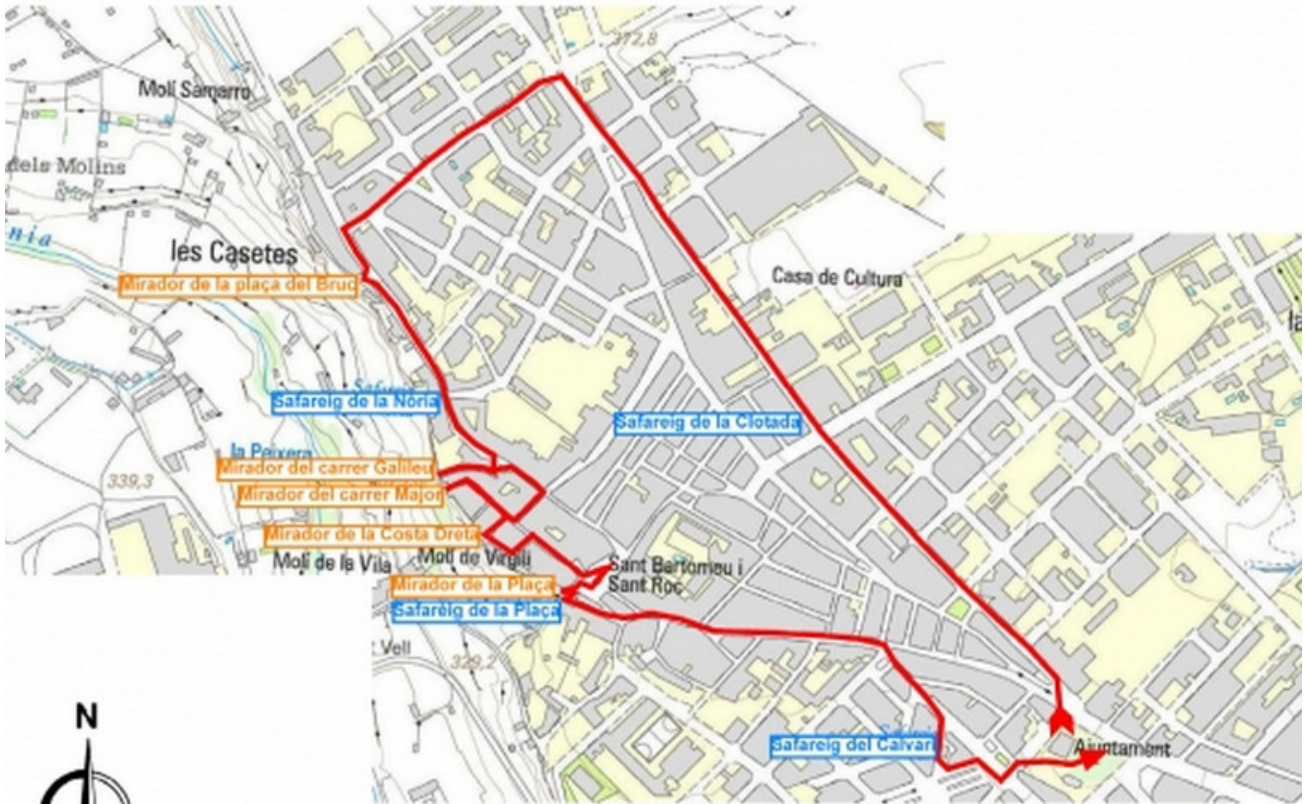 372,8
Molí Samarro
dels Molins
les Casetes
Casa de Cultura
Mirador de la plaça del Bruc
Safareig de la Nòria
Safareig de la Clotada
la Peixera
Mirador del carrer Galileu
339,3
Mirador del carrer Major
Mirador de la Costa Dreta
Molí de la Vila
Molí de Virgili
Sant Bartomeu i
Sant Roc
Mirador de la Plaça
Safareig de la Plaça
Vell
329,2
N
Safareig del Calvari
Ajuntament